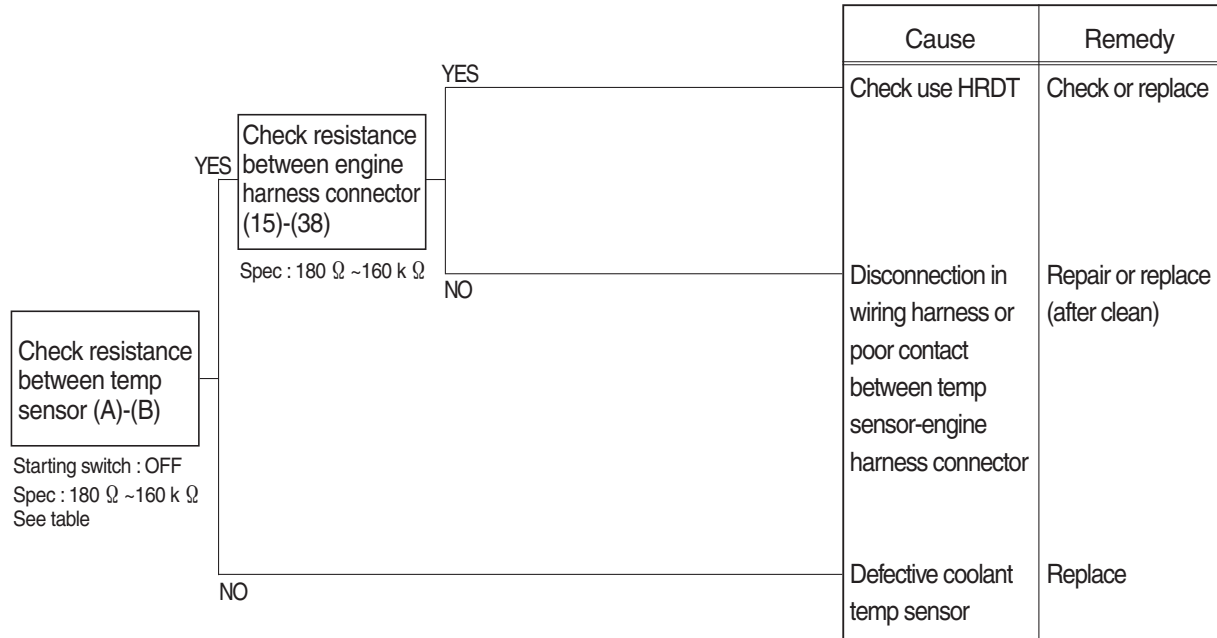 Cause
Remedy
YES
Check use HRDT
Check or replace
Check resistance
between engine
harness connector
(15)-(38)
YES
Spec : 180 Ω ~160 k Ω
NO
Disconnection in
wiring harness or
poor contact
between temp
sensor-engine
harness connector
Repair or replace
(after clean)
Check resistance
between temp
sensor (A)-(B)
Starting switch : OFF
Spec : 180 Ω ~160 k Ω
See table
NO
Defective coolant
temp sensor
Replace